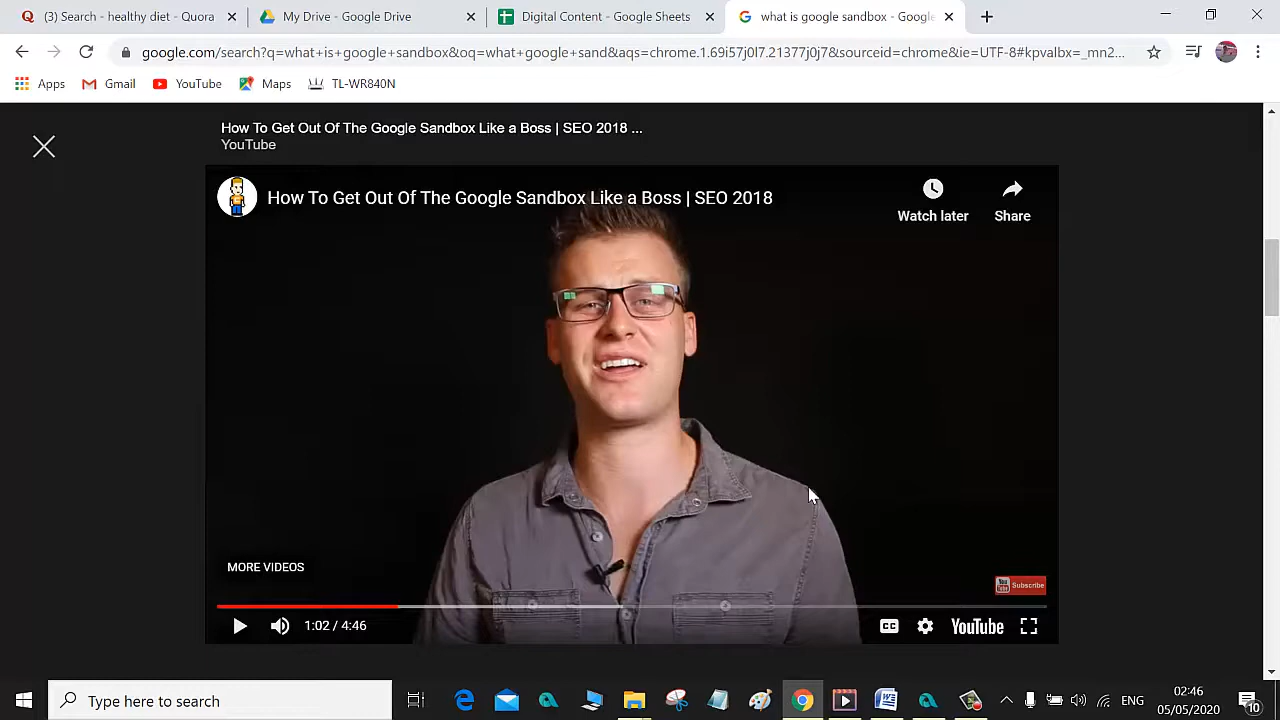 (3) Search - healthy diet - Quora
My Drive - Google Drive
Digital Content - Google Sheets
what is google sandbox - Google
google.com/search?q=what+is+google+sandbox&oq=what+google+sand&aqs=chrome.1.69i57j0l7.21377j0j7&sourceid=chrome&ie=UTF-8#kpvalbx=_mn2...
Apps
Gmail
YouTube
Maps
TL-WR840N
How To Get Out Of The Google Sandbox Like a Boss | SEO 2018 ...
YouTube
How To Get Out Of The Google Sandbox Like a Boss | SEO 2018
Watch later
Share
MORE VIDEOS
You Tube Subscribe
1:02 / 4:46
CC
YouTube
Type here to search
ENG
02:46
05/05/2020
10